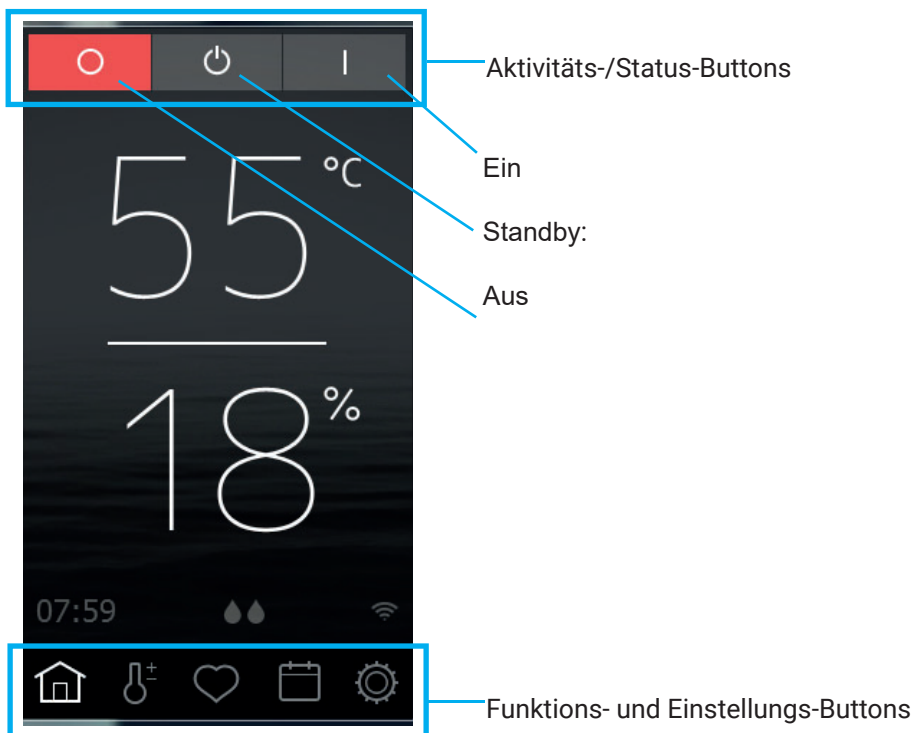 Aktivitäts-/Status-Buttons
55 °C
Ein
Standby:
Aus
18 %
07:59
Funktions- und Einstellungs-Buttons